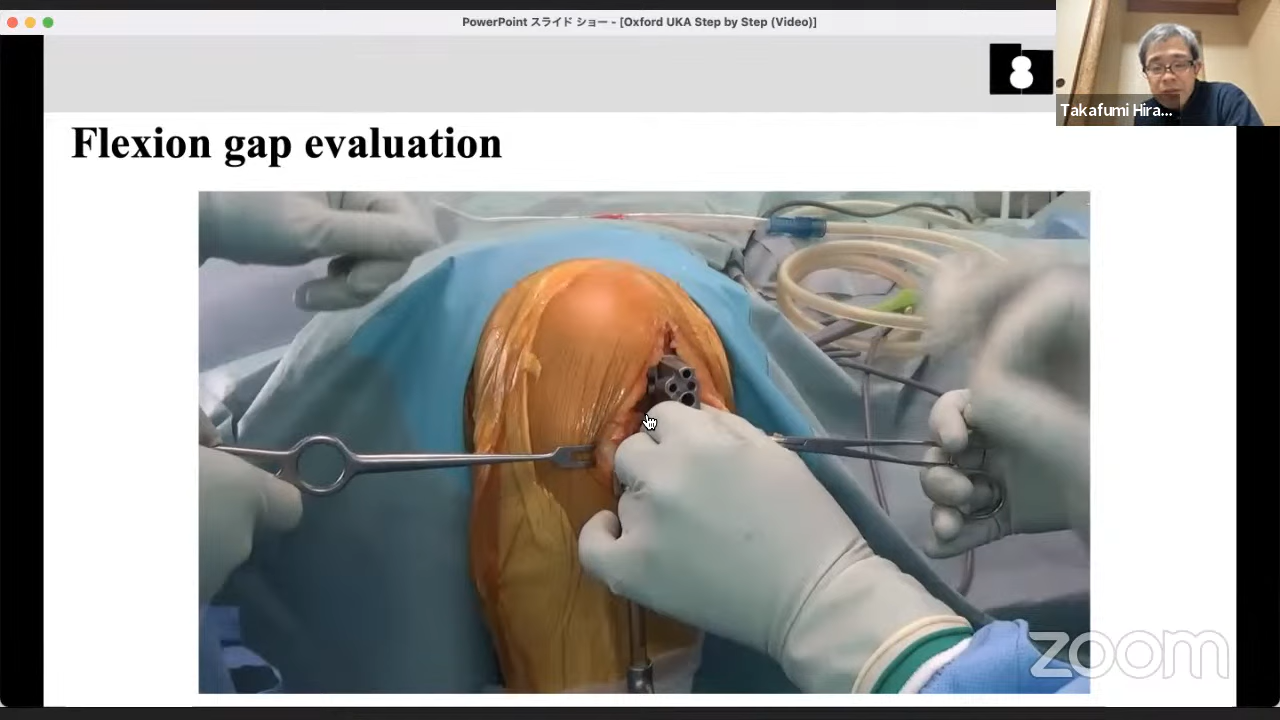 PowerPoint スライド ショー - [Oxford UKA Step by Step (Video)]
Takafumi Hira...
Flexion gap evaluation
zoom